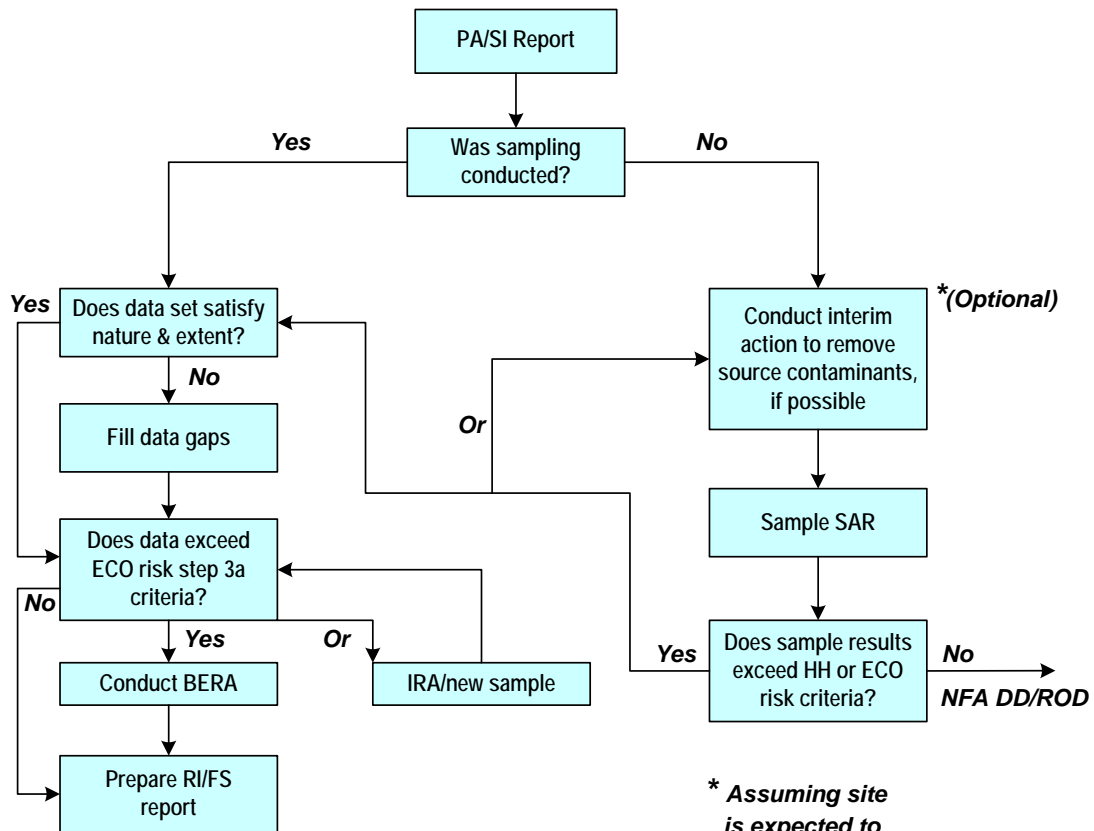 PA/SI Report
Was sampling
conducted?
Yes
No
Does data set satisfy
nature & extent?
Yes
No
Fill data gaps
Does data exceed
ECO risk step 3a
criteria?
No
Yes
Or
Conduct BERA
IRA/new sample
Prepare RI/FS
report
Or
*(Optional)
Conduct interim
action to remove
source contaminants,
if possible
Sample SAR
Does sample results
exceed HH or ECO
risk criteria?
Yes
No
NFA DD/ROD
* Assuming site
is expected to